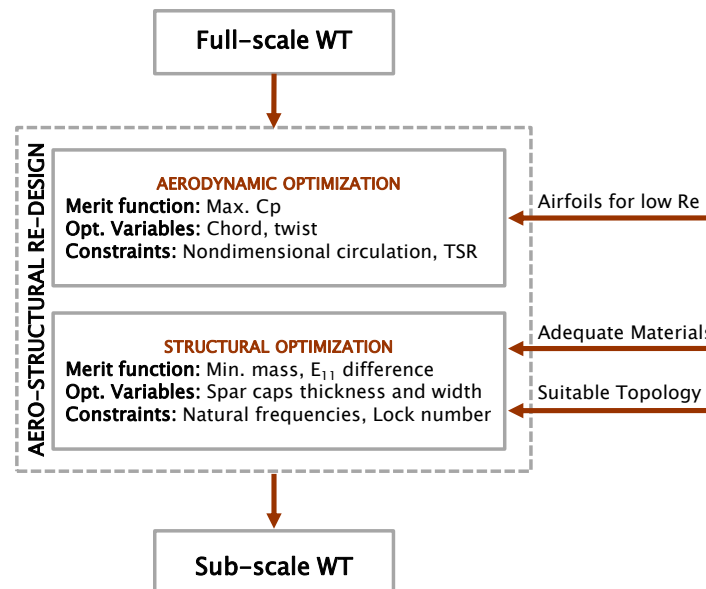 Full-scale WT
AERO-STRUCTURAL RE-DESIGN
AERODYNAMIC OPTIMIZATION
Merit function: Max. Cp
Opt. Variables: Chord, twist
Constraints: Nondimensional circulation, TSR
Airfoils for low Re
STRUCTURAL OPTIMIZATION
Merit function: Min. mass, E₁₁ difference
Opt. Variables: Spar caps thickness and width
Constraints: Natural frequencies, Lock number
Adequate Materials
Suitable Topology
Sub-scale WT